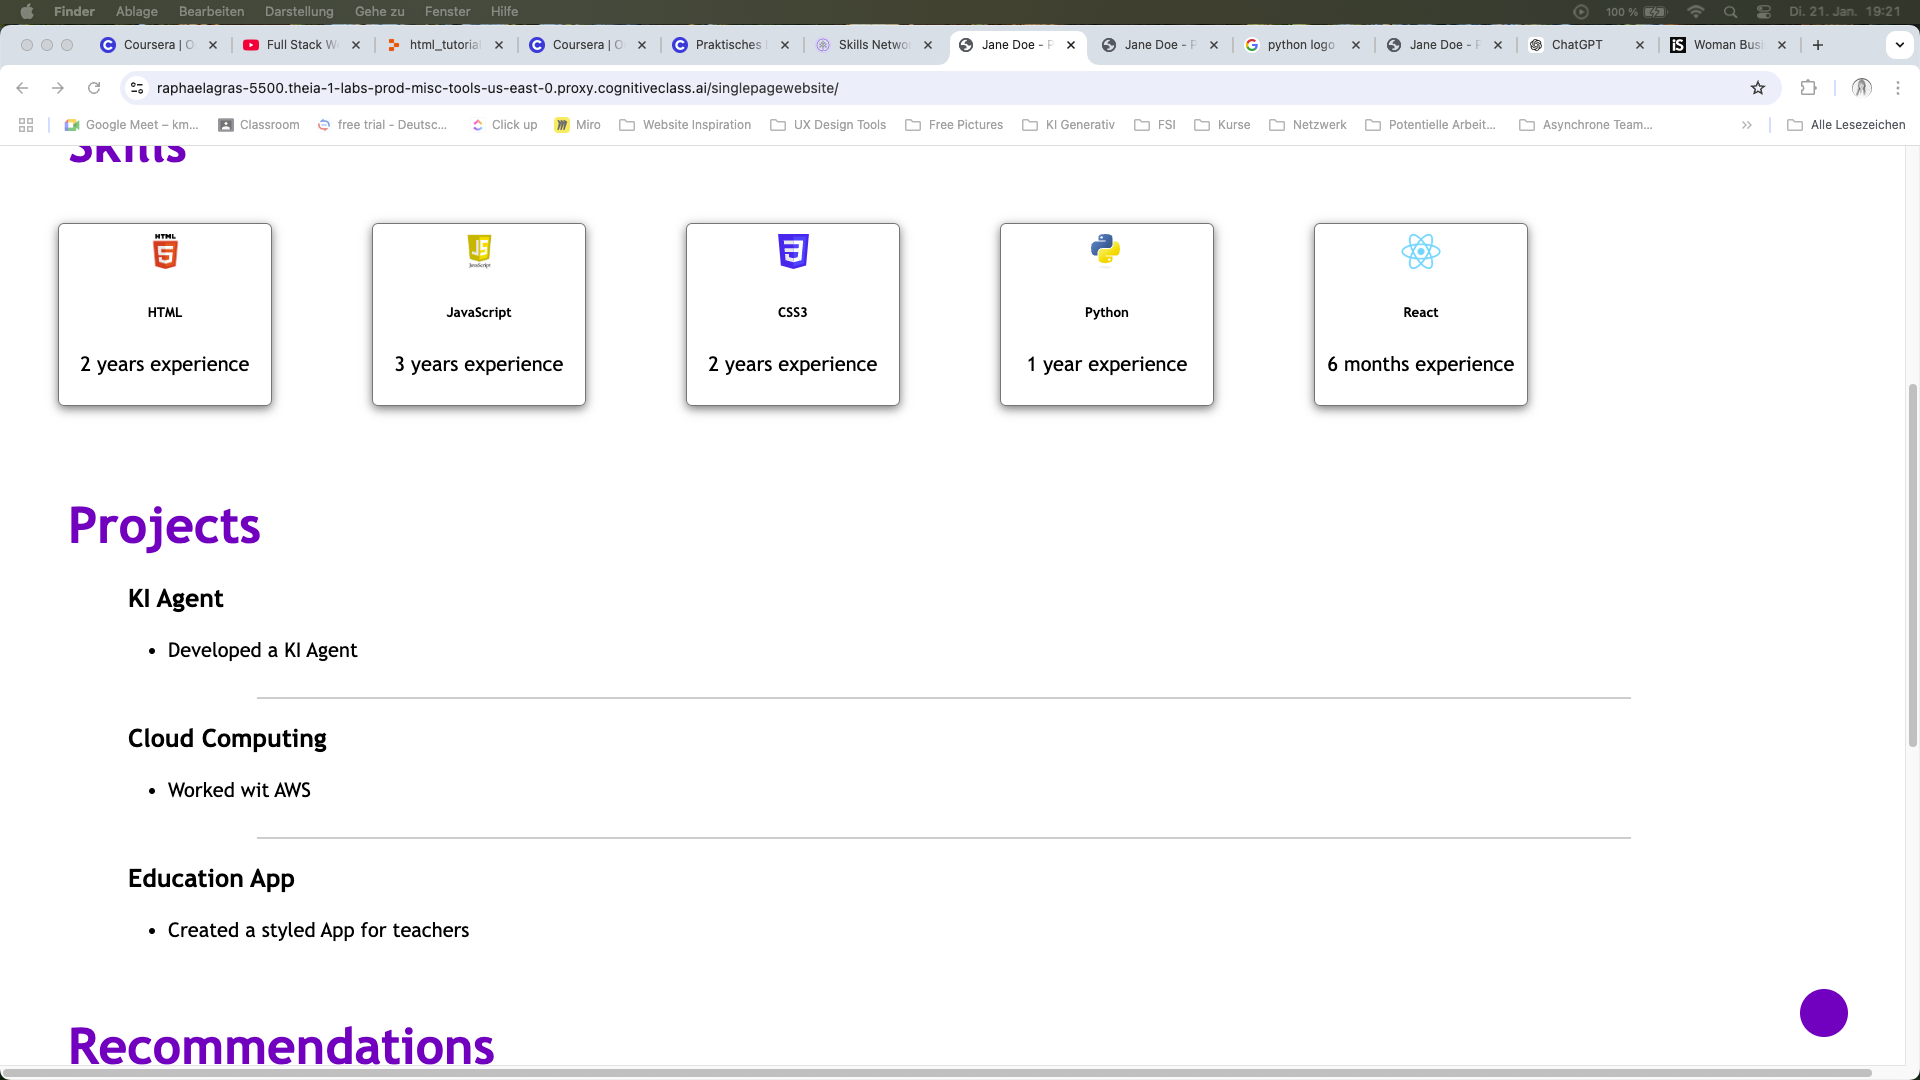 Finder Ablage Bearbeiten Darstellung Gehe zu Fenster Hilfe 100 % Di. 21. Jan. 19:21
Coursera | O Full Stack W html_tutorial Coursera | O Praktisches Skills Netwo Jane Doe - P Jane Doe - P python logo Jane Doe - P ChatGPT Woman Busi
raphaelagras-5500.theia-1-labs-prod-misc-tools-us-east-0.proxy.cognitiveclass.ai/singlepagewebsite/
Google Meet – km... Classroom free trial - Deutsc... Click up Miro Website Inspiration UX Design Tools Free Pictures KI Generativ FSI Kurse Netzwerk Potentielle Arbeit... Asynchrone Team... » Alle Lesezeichen
Skills
HTML
5
JS
JavaScript
3
HTML JavaScript CSS3 Python React
2 years experience 3 years experience 2 years experience 1 year experience 6 months experience
Projects
KI Agent
• Developed a KI Agent
Cloud Computing
• Worked wit AWS
Education App
• Created a styled App for teachers
Recommendations